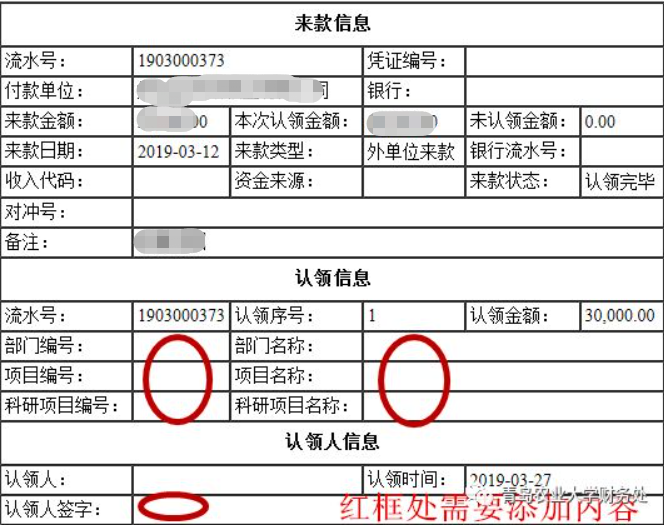 来款信息
流水号： 1903000373 凭证编号：
付款单位： 司 银行：
来款金额： 00 本次认领金额： 0 未认领金额： 0.00
来款日期： 2019-03-12 来款类型： 外单位来款 银行流水号：
收入代码： 资金来源： 来款状态： 认领完毕
对冲号：
备注：
认领信息
流水号： 1903000373 认领序号： 1 认领金额： 30,000.00
部门编号： 部门名称：
项目编号： 项目名称：
科研项目编号： 科研项目名称：
认领人信息
认领人： 认领时间： 2019-03-27
青岛农业大学财务处
认领人签字： 红框处需要添加内容